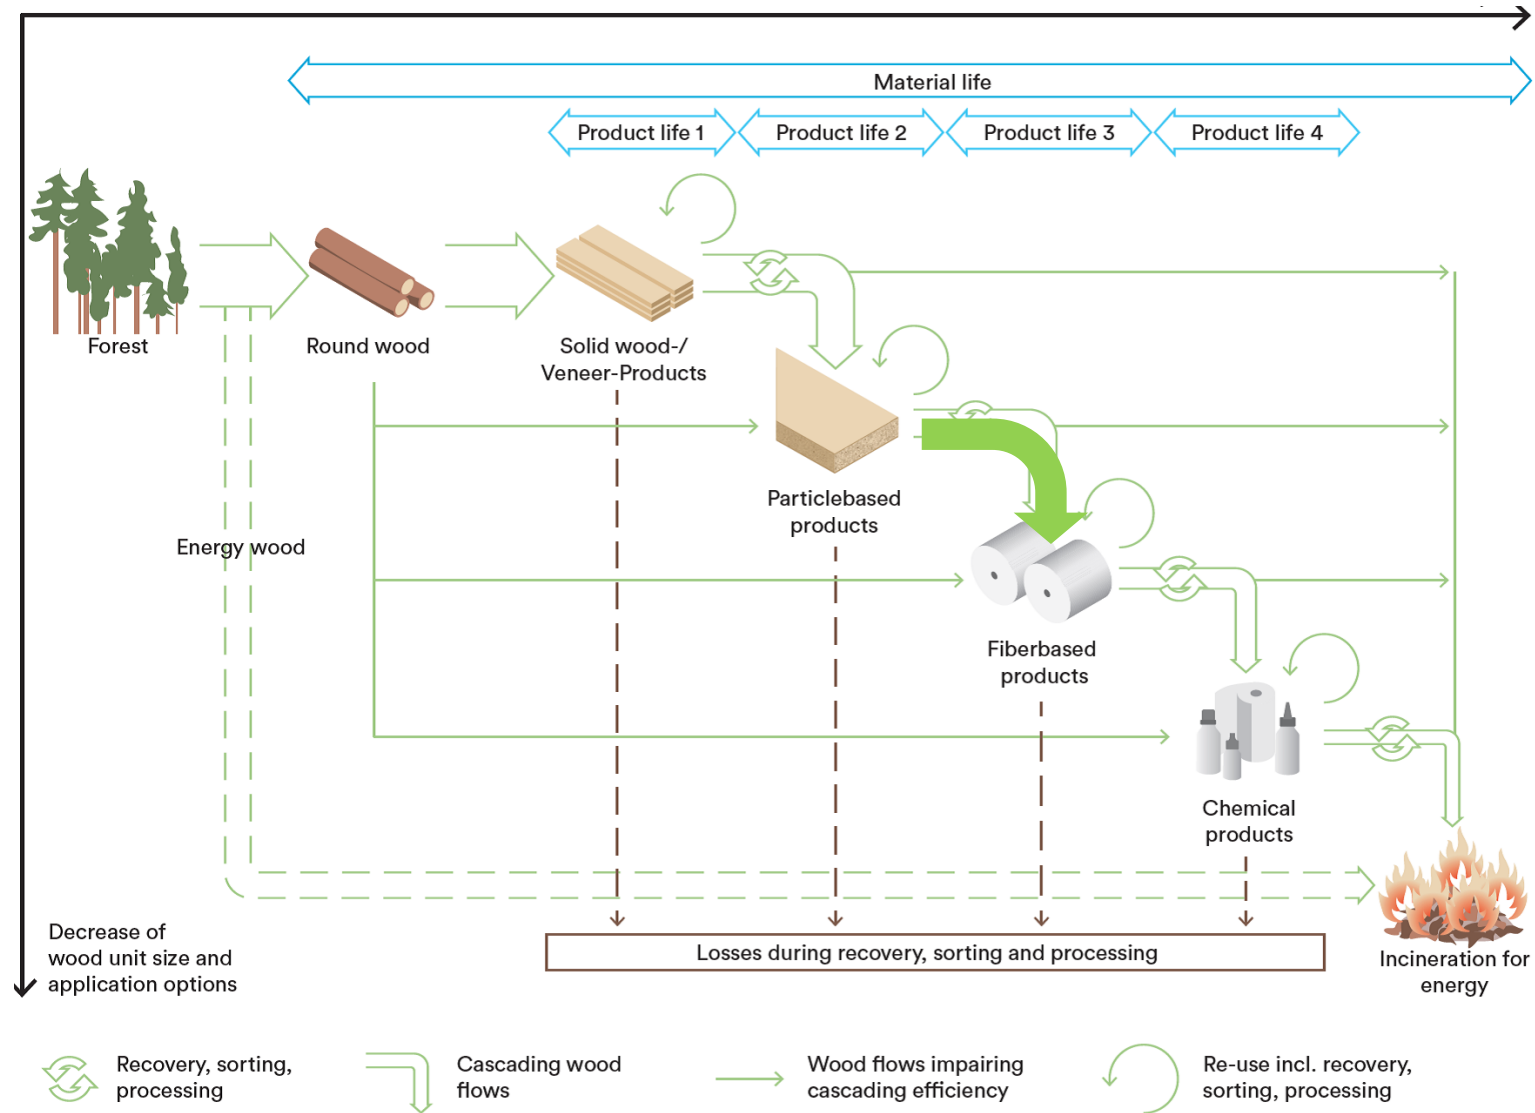 Material life
Product life 1
Product life 2
Product life 3
Product life 4
Forest
Round wood
Solid wood-/
Veneer-Products
Particlebased
products
Energy wood
Fiberbased
products
Chemical
products
Decrease of
wood unit size and
application options
Losses during recovery, sorting and processing
Incineration for
energy
Recovery, sorting,
processing
Cascading wood
flows
Wood flows impairing
cascading efficiency
Re-use incl. recovery,
sorting, processing